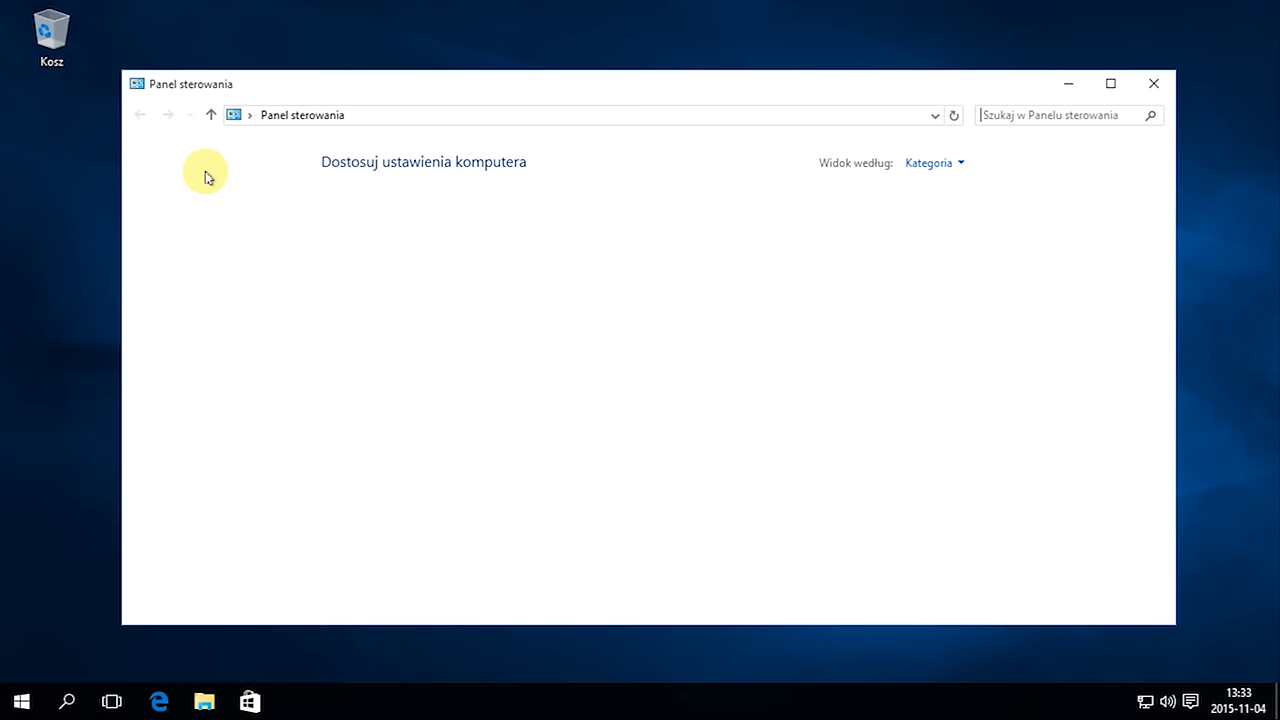 Kosz
Panel sterowania
Panel sterowania
Szukaj w Panelu sterowania
Dostosuj ustawienia komputera
Widok według: Kategoria
13:33
2015-11-04